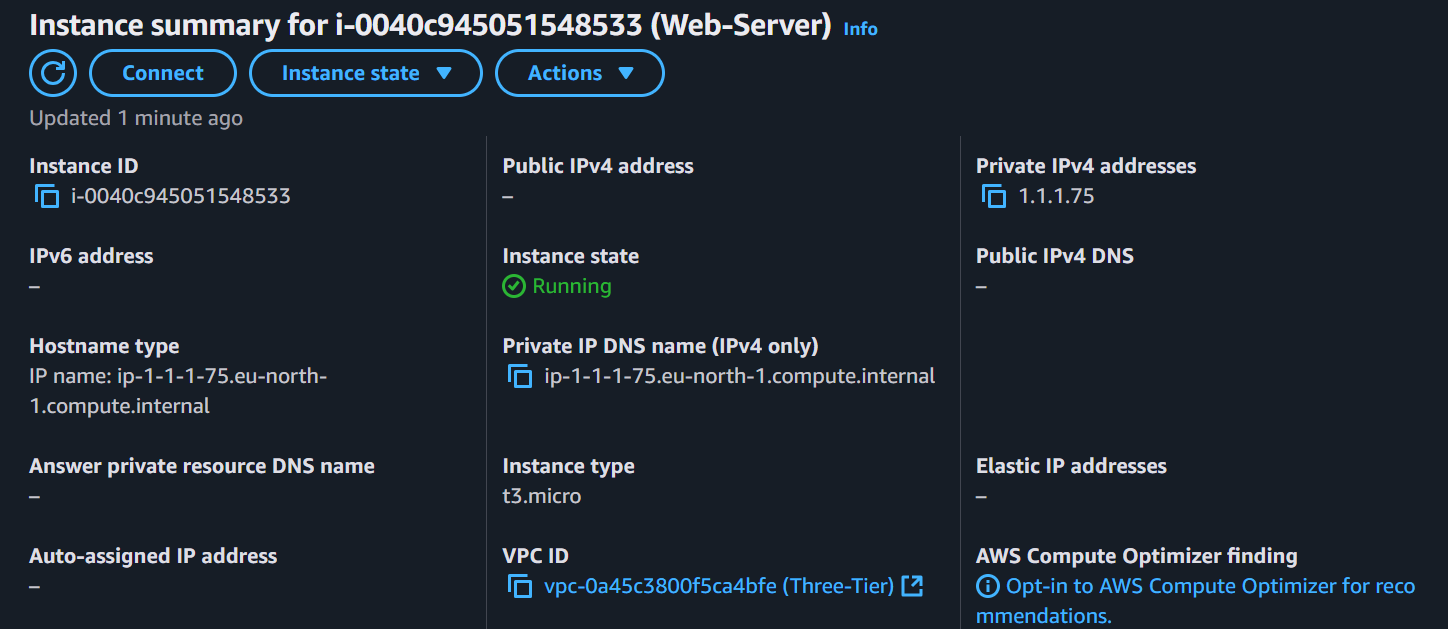 Instance summary for i-0040c945051548533 (Web-Server) Info
Connect
Instance state
Actions
Updated 1 minute ago
Instance ID
i-0040c945051548533
Public IPv4 address
–
Private IPv4 addresses
1.1.1.75
IPv6 address
–
Instance state
Running
Public IPv4 DNS
–
Hostname type
IP name: ip-1-1-1-75.eu-north-
1.compute.internal
Private IP DNS name (IPv4 only)
ip-1-1-1-75.eu-north-1.compute.internal
Answer private resource DNS name
–
Instance type
t3.micro
Elastic IP addresses
–
Auto-assigned IP address
–
VPC ID
vpc-0a45c3800f5ca4bfe (Three-Tier)
AWS Compute Optimizer finding
Opt-in to AWS Compute Optimizer for reco
mmendations.